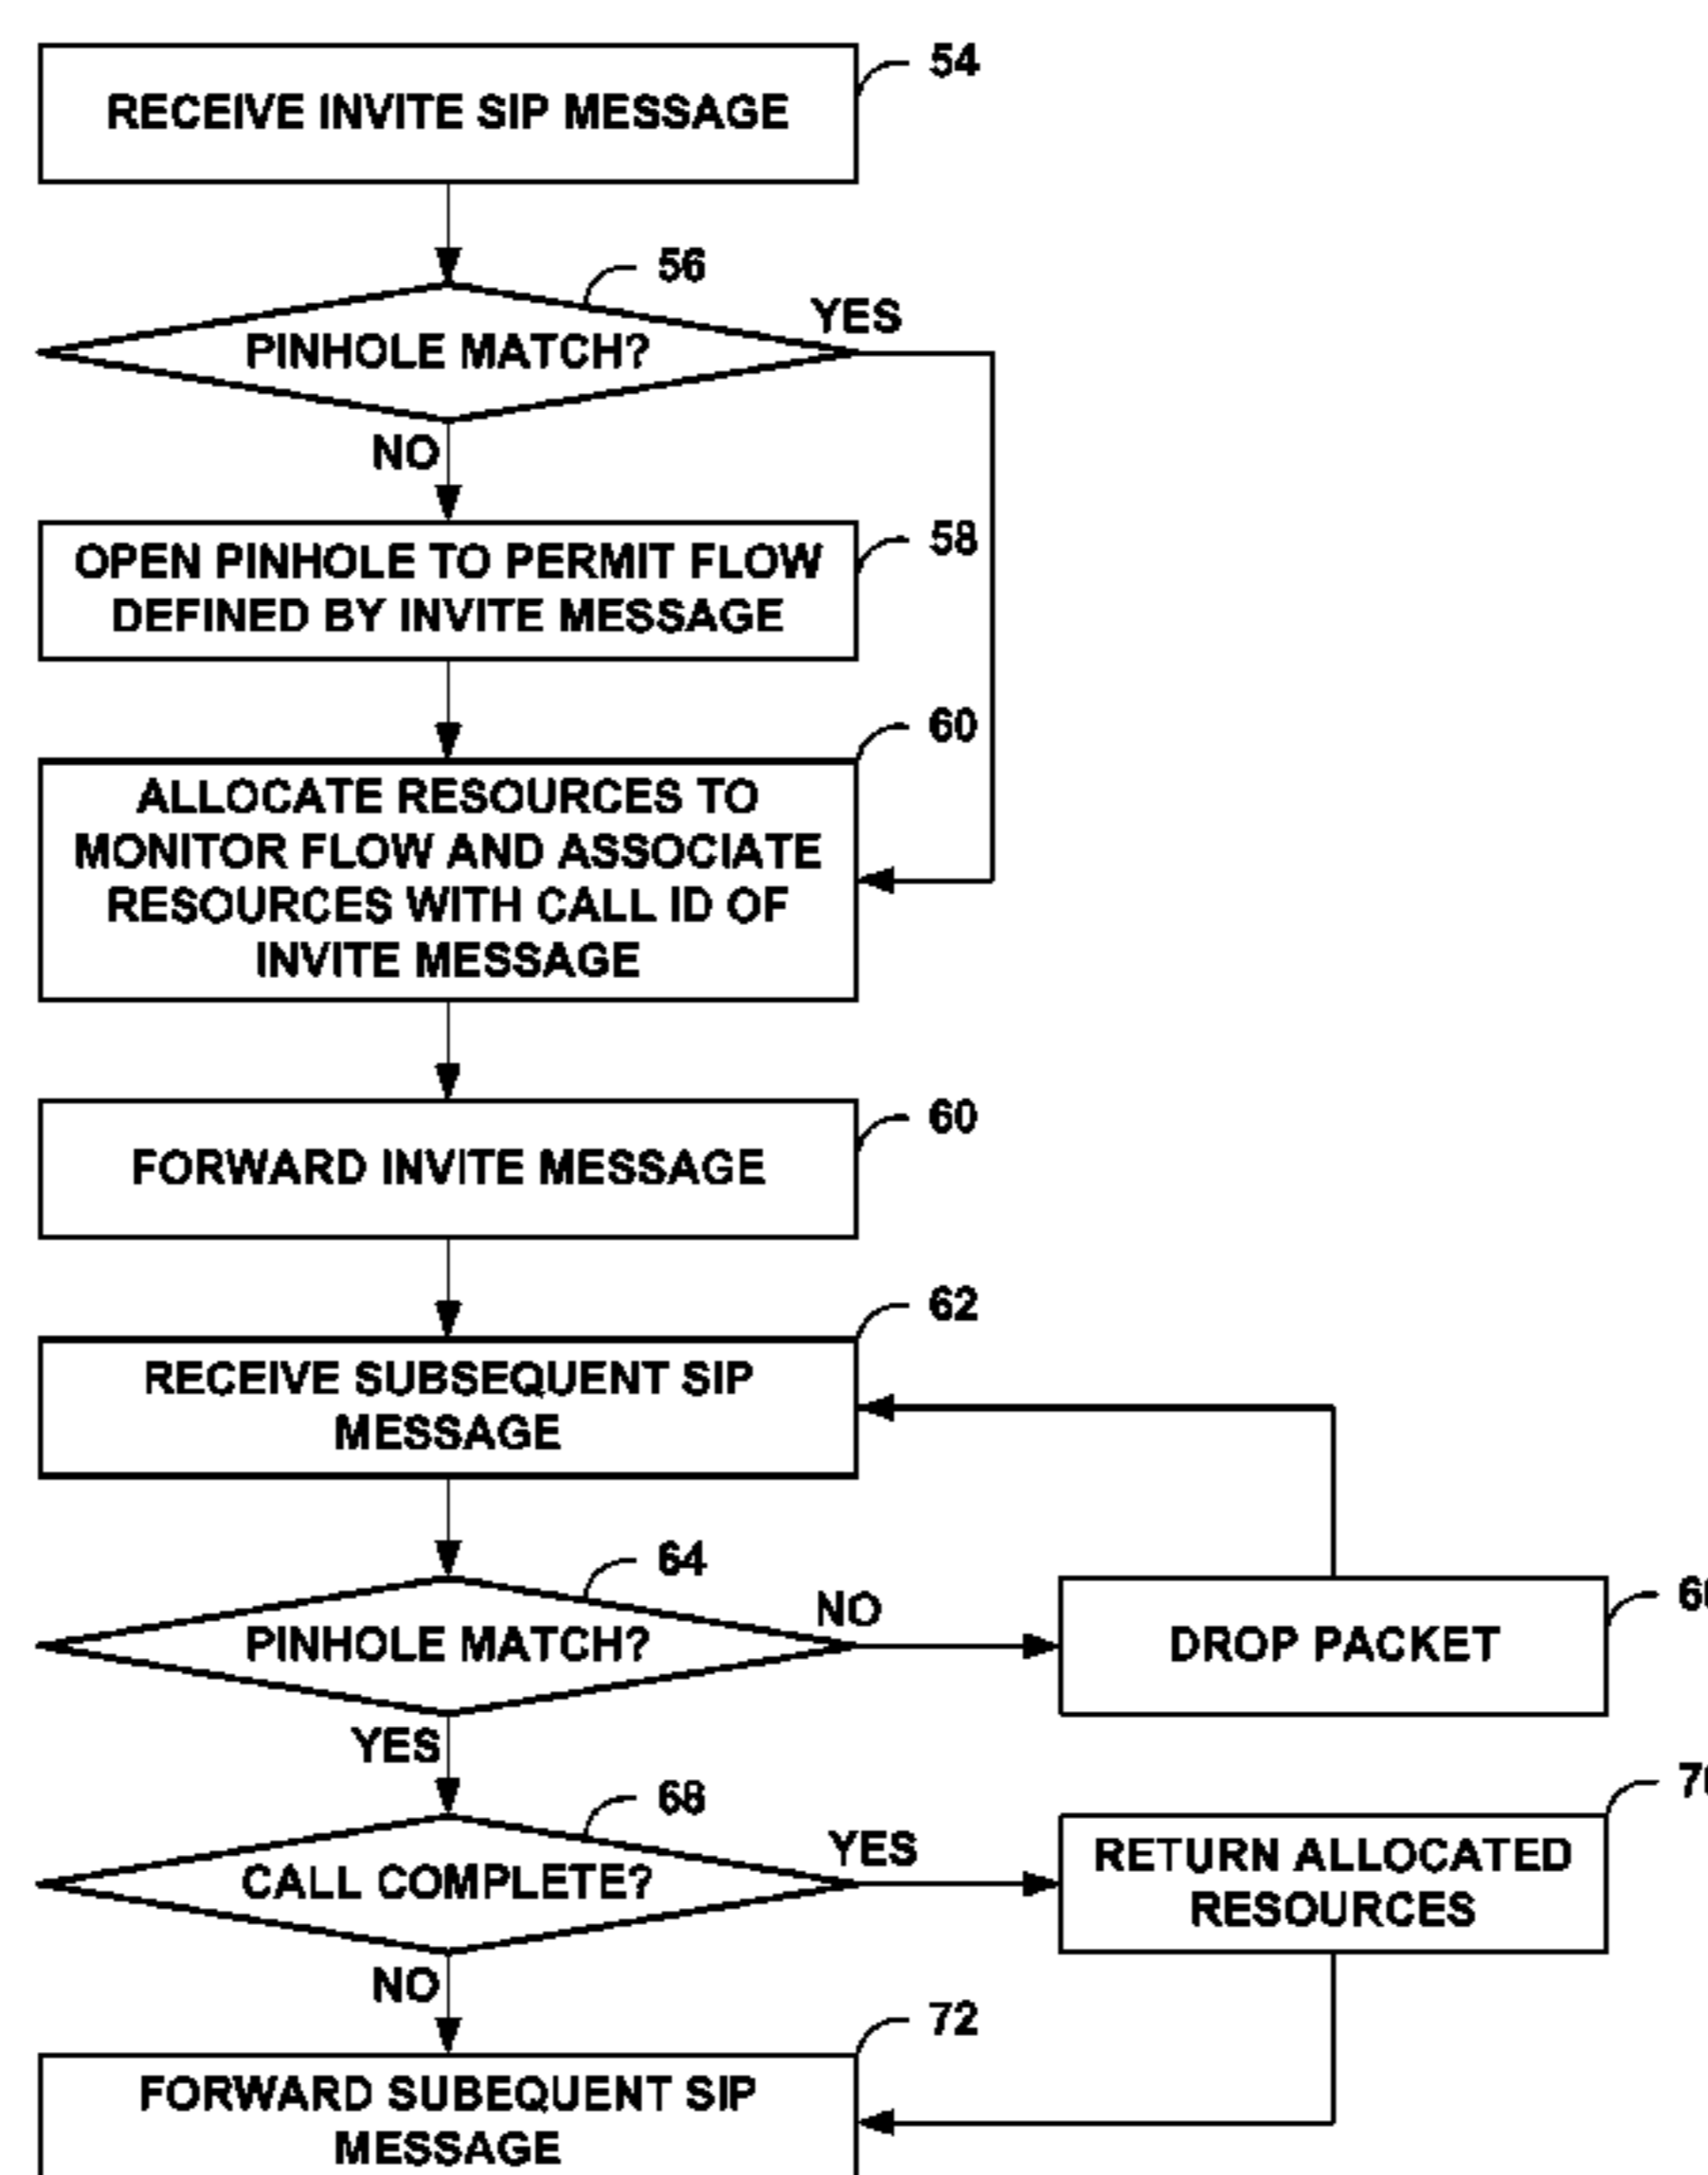 54
RECEIVE INVITE SIP MESSAGE
56
YES
PINHOLE MATCH?
NO
58
OPEN PINHOLE TO PERMIT FLOW
DEFINED BY INVITE MESSAGE
60
ALLOCATE RESOURCES TO
MONITOR FLOW AND ASSOCIATE
RESOURCES WITH CALL ID OF
INVITE MESSAGE
60
FORWARD INVITE MESSAGE
62
RECEIVE SUBSEQUENT SIP
MESSAGE
64
NO
PINHOLE MATCH?
DROP PACKET
YES
68
YES
CALL COMPLETE?
RETURN ALLOCATED
RESOURCES
NO
72
FORWARD SUBEQUENT SIP
MESSAGE